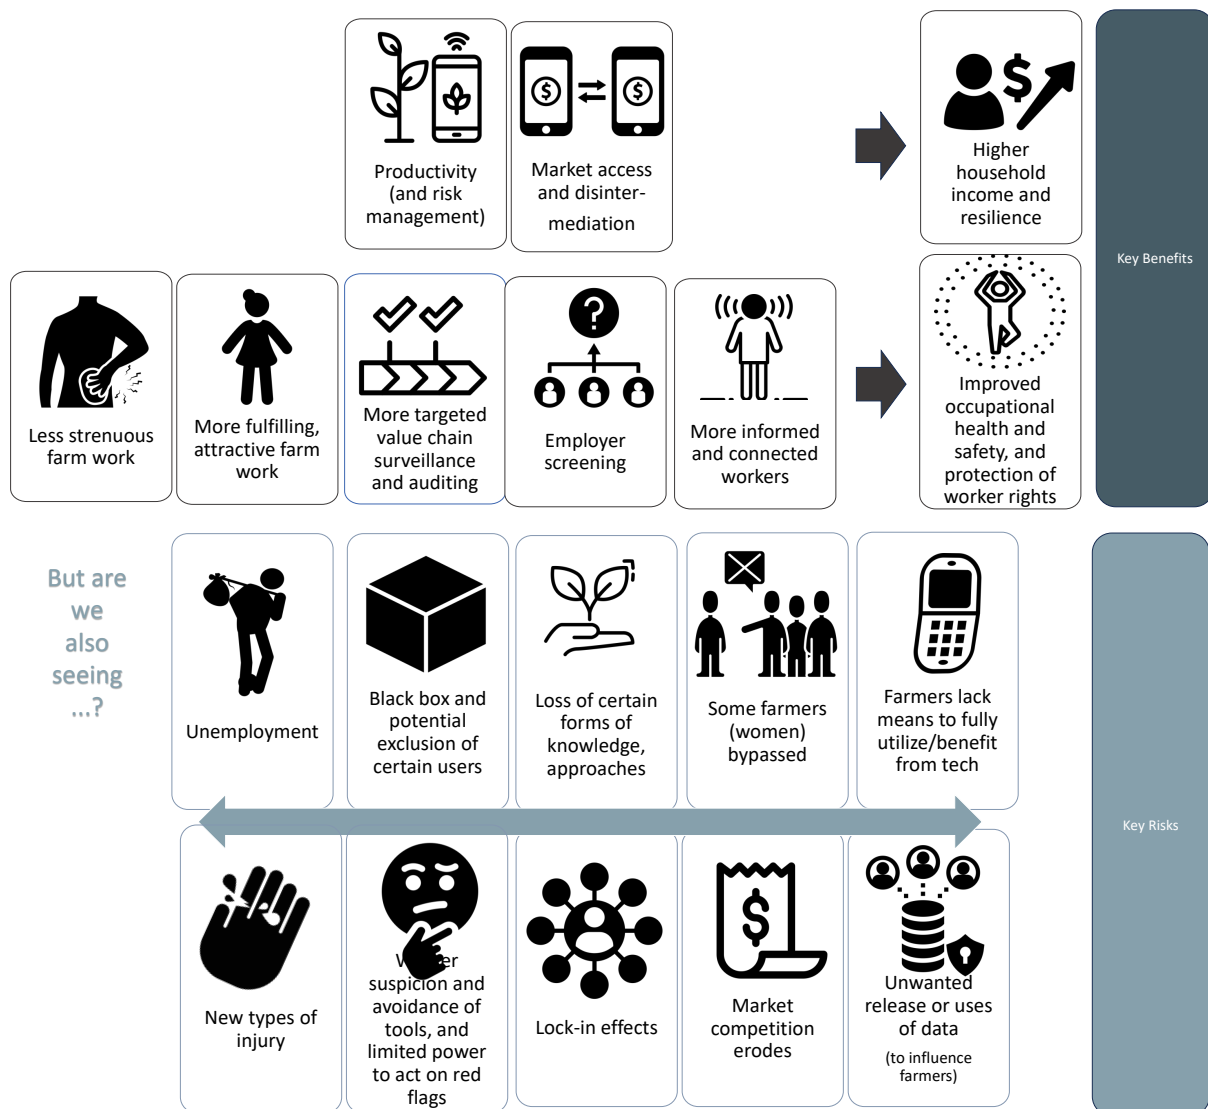 Productivity
(and risk
management)
Market access
and disinter-
mediation
Higher
household
income and
resilience
Key Benefits
Less strenuous
farm work
More fulfilling,
attractive farm
work
More targeted
value chain
surveillance
and auditing
?
Employer
screening
More informed
and connected
workers
Improved
occupational
health and
safety, and
protection of
worker rights
But are
we
also
seeing
...?
Unemployment
Black box and
potential
exclusion of
certain users
Loss of certain
forms of
knowledge,
approaches
Some farmers
(women)
bypassed
Farmers lack
means to fully
utilize/benefit
from tech
Key Risks
New types of
injury
suspicion and
avoidance of
tools, and
limited power
to act on red
flags
Lock-in effects
$
Market
competition
erodes
Unwanted
release or uses
of data
(to influence
farmers)